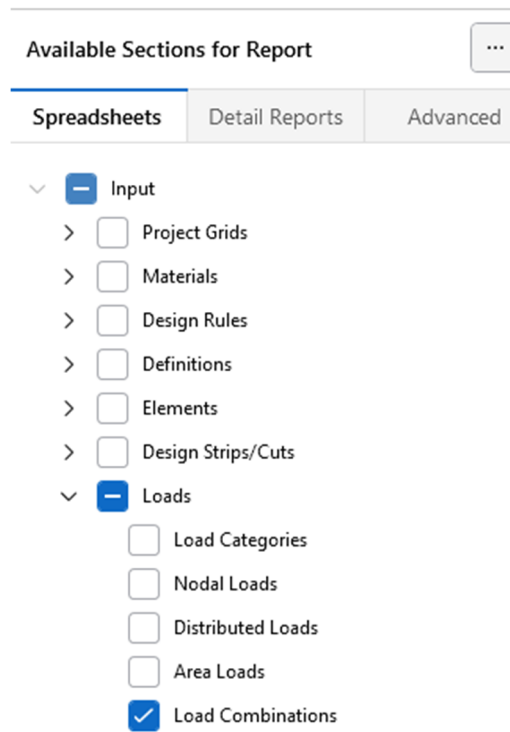 Available Sections for Report
...
Spreadsheets Detail Reports Advanced
Input
Project Grids
Materials
Design Rules
Definitions
Elements
Design Strips/Cuts
Loads
Load Categories
Nodal Loads
Distributed Loads
Area Loads
Load Combinations